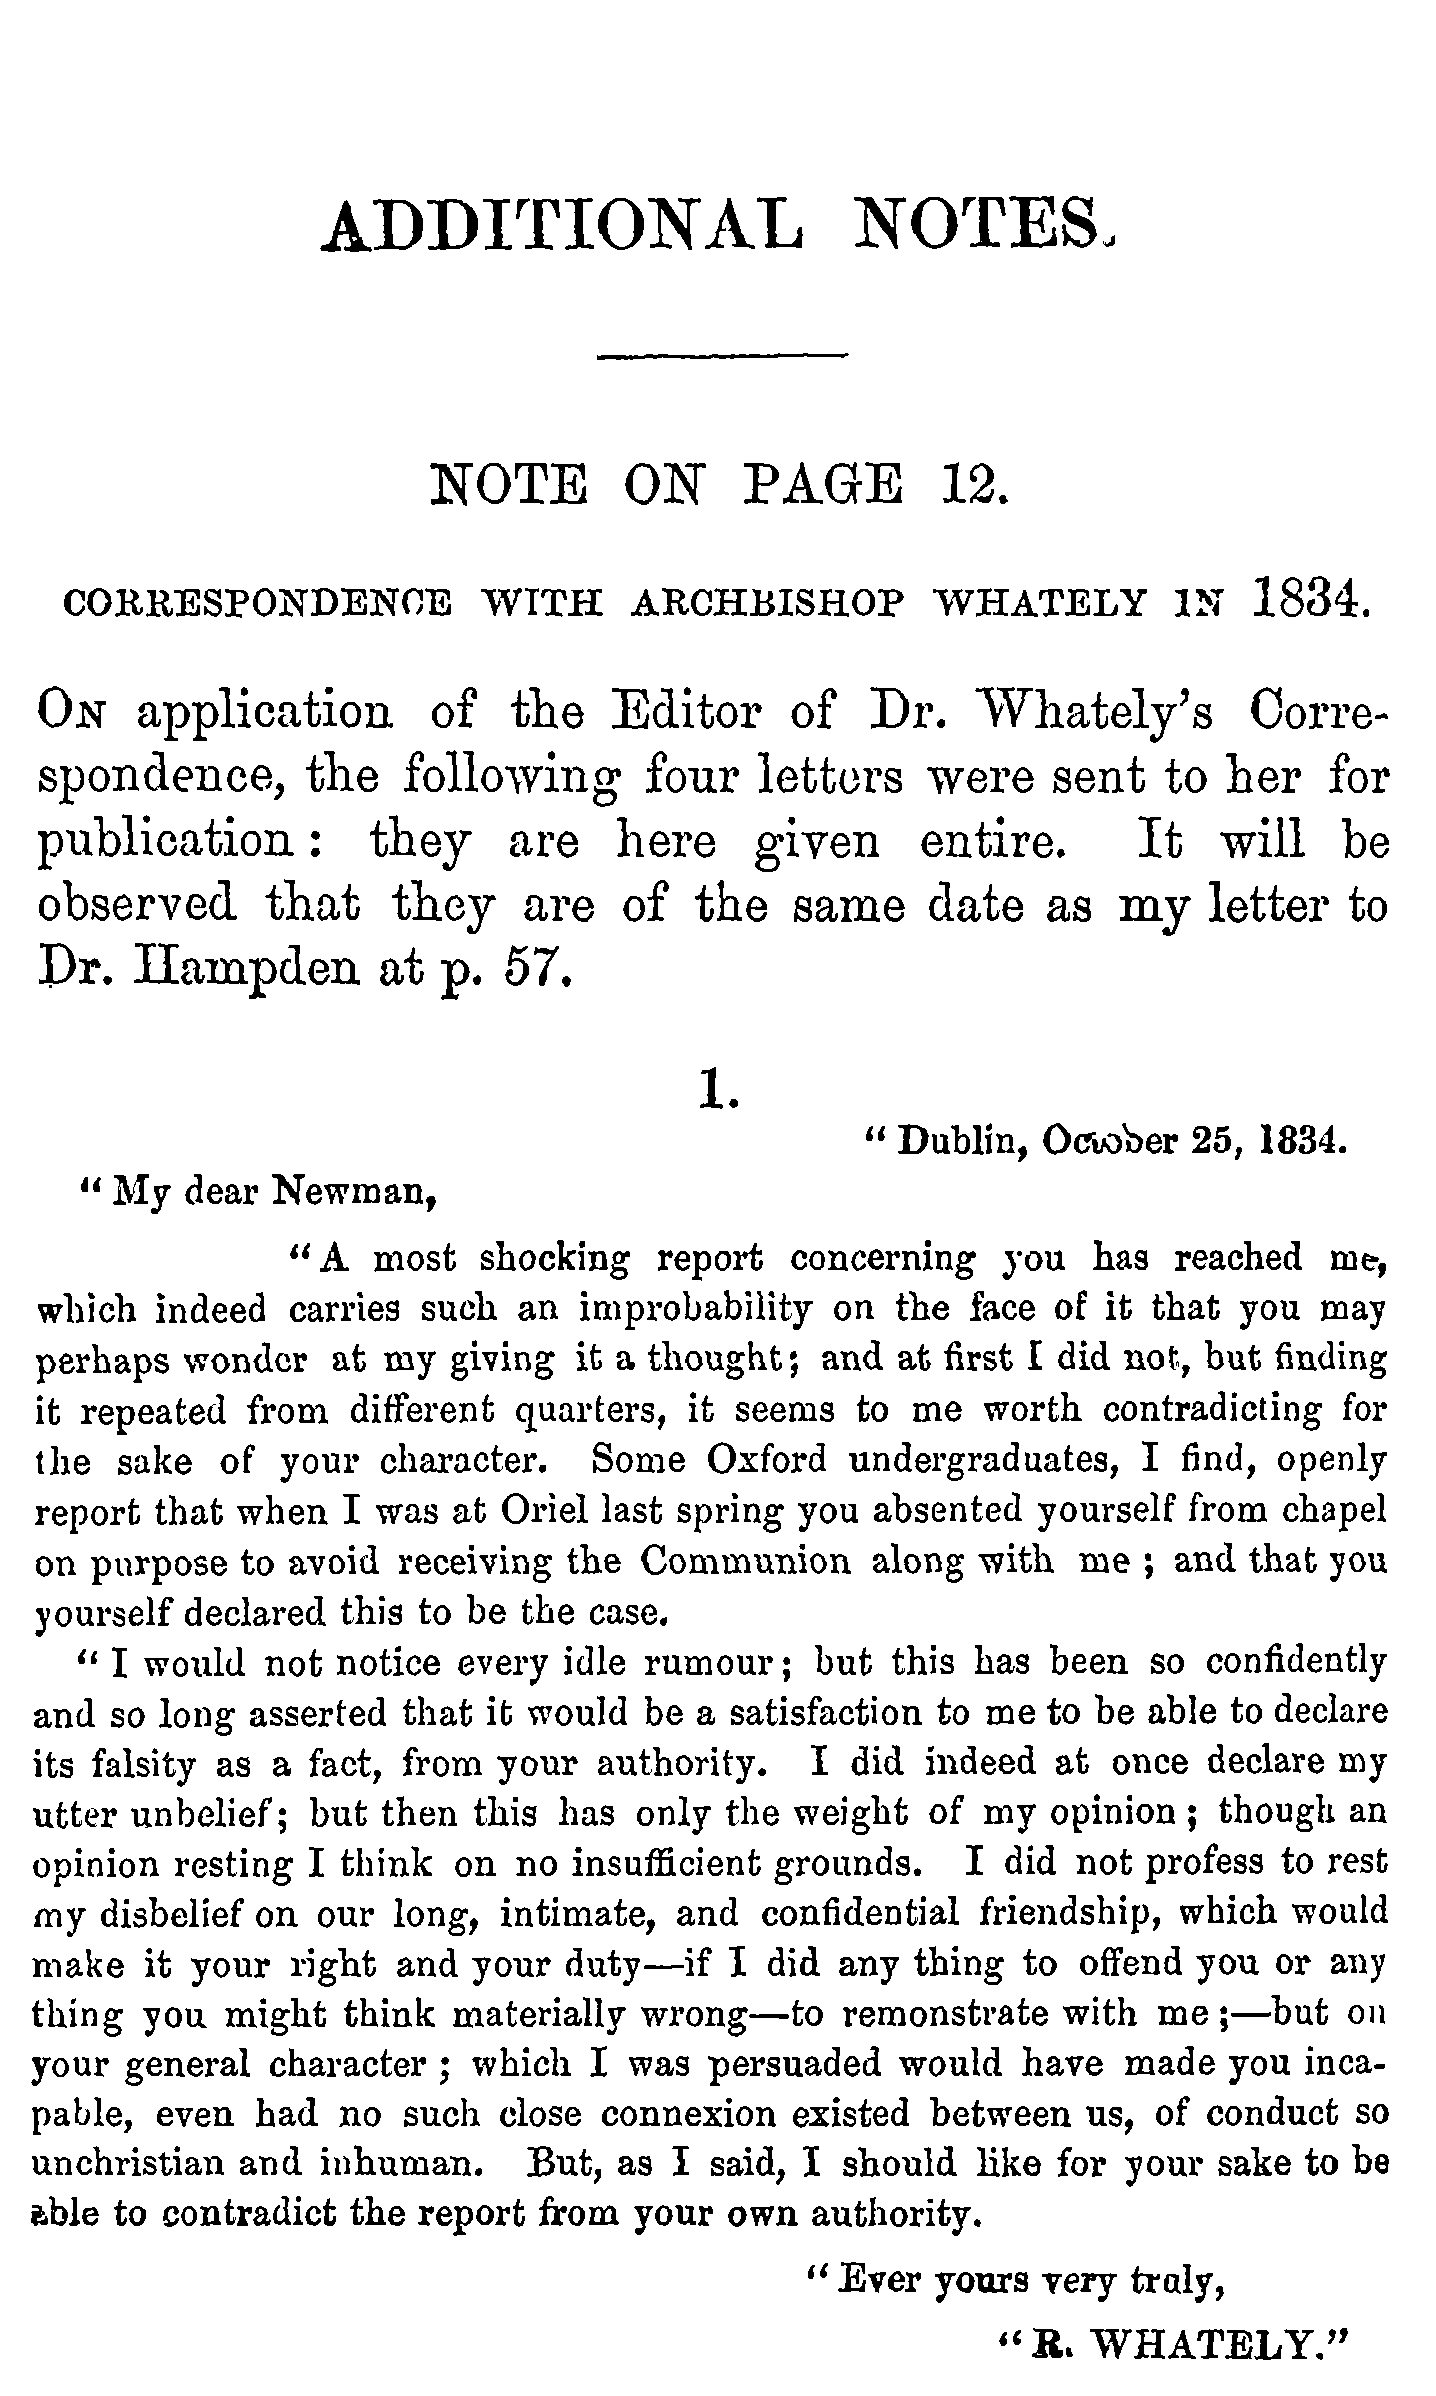 ADDITIONAL NOTES.
NOTE ON PAGE 12.
CORRESPONDENCE WITH ARCHBISHOP WHATELY IN 1834.
ON application of the Editor of Dr. Whately's Corre-
spondence, the following four letters were sent to her for
publication : they are here given entire. It will be
observed that they are of the same date as my letter to
Dr. Hampden at p. 57.
1.
" Dublin, October 25, 1834.
" My dear Newman,
" A most shocking report concerning you has reached me,
which indeed carries such an improbability on the face of it that you may
perhaps wonder at my giving it a thought; and at first I did not, but finding
it repeated from different quarters, it seems to me worth contradicting for
the sake of your character. Some Oxford undergraduates, I find, openly
report that when I was at Oriel last spring you absented yourself from chapel
on purpose to avoid receiving the Communion along with me ; and that you
yourself declared this to be the case.
" I would not notice every idle rumour; but this has been so confidently
and so long asserted that it would be a satisfaction to me to be able to declare
its falsity as a fact, from your authority. I did indeed at once declare my
utter unbelief; but then this has only the weight of my opinion ; though an
opinion resting I think on no insufficient grounds. I did not profess to rest
my disbelief on our long, intimate, and confidential friendship, which would
make it your right and your duty—if I did any thing to offend you or any
thing you might think materially wrong—to remonstrate with me ;—but on
your general character ; which I was persuaded would have made you inca-
pable, even had no such close connexion existed between us, of conduct so
unchristian and inhuman. But, as I said, I should like for your sake to be
able to contradict the report from your own authority.
" Ever yours very truly,
" R. WHATELY."